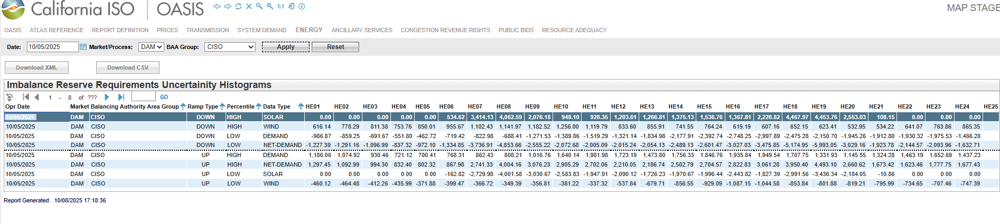 California ISO OASIS 1:1 MAP STAGE
OASIS ATLAS REFERENCE REPORT DEFINITION PRICES TRANSMISSION SYSTEM DEMAND ENERGY ANCILLARY SERVICES CONGESTION REVENUE RIGHTS PUBLIC BIDS RESOURCE ADEQUACY
Date: 10/05/2025 Market/Process: DAM BAA Group: CISO Apply Reset
Download XML Download CSV
Imbalance Reserve Requirements Uncertainity Histograms
1 - 8 of ??? GO
Opr Date Market Balancing Authority Area Group 1 Ramp Type 2 Percentile 3 Data Type 4 HE01 HE02 HE03 HE04 HE05 HE06 HE07 HE08 HE09 HE10 HE11 HE12 HE13 HE14 HE15 HE16 HE17 HE18 HE19 HE20 HE21 HE22 HE23 HE24 HE25
10/05/2025 DAM CISO DOWN HIGH SOLAR 0.00 0.00 0.00 0.00 0.00 534.62 3,414.13 4,062.59 2,076.18 948.10 928.35 1,203.61 1,266.81 1,375.13 1,536.76 1,367.81 2,228.82 4,467.97 4,453.76 2,553.03 108.15 0.00 0.00 0.00
10/05/2025 DAM CISO DOWN HIGH WIND 616.14 778.29 811.38 753.76 850.01 955.67 1,102.43 1,141.97 1,182.52 1,256.00 1,119.79 833.60 855.91 741.55 764.24 619.19 607.16 652.15 623.41 532.95 534.22 641.07 763.86 865.35
10/05/2025 DAM CISO DOWN LOW DEMAND -986.87 -859.25 -691.67 -551.80 -462.72 -719.42 -822.98 -688.41 -1,271.53 -1,389.86 -1,519.29 -1,321.14 -1,834.98 -2,177.91 -2,392.74 -2,748.25 -2,997.89 -2,475.28 -2,150.70 -1,945.26 -1,912.80 -1,930.32 -1,975.53 -1,466.28
10/05/2025 DAM CISO DOWN LOW NET-DEMAND -1,227.39 -1,291.16 -1,096.99 -837.32 -972.10 -1,334.85 -3,736.91 -4,853.66 -2,555.22 -2,072.68 -2,005.09 -2,015.24 -2,054.13 -2,489.13 -2,601.47 -3,027.03 -3,475.85 -5,174.95 -5,993.05 -3,029.16 -1,923.78 -2,144.57 -2,093.96 -1,632.71
10/05/2025 DAM CISO UP HIGH DEMAND 1,186.06 1,074.92 930.46 721.12 700.41 768.31 862.43 808.21 1,016.76 1,640.14 1,981.98 1,723.19 1,473.80 1,756.33 1,846.76 1,935.84 1,949.54 1,707.75 1,331.93 1,145.55 1,324.28 1,463.19 1,652.69 1,437.23
10/05/2025 DAM CISO UP HIGH NET-DEMAND 1,297.45 1,092.99 994.30 832.40 802.32 867.98 2,741.33 4,004.16 3,076.23 2,905.29 2,702.06 2,210.05 2,186.74 2,502.79 2,704.57 2,822.83 3,061.28 3,950.40 4,493.10 2,660.62 1,673.42 1,623.46 1,777.75 1,677.43
10/05/2025 DAM CISO UP LOW SOLAR 0.00 0.00 0.00 0.00 0.00 -162.82 -2,729.98 -4,001.58 -3,030.67 -2,583.83 -1,947.91 -2,090.12 -1,726.23 -1,970.67 -1,996.44 -2,443.82 -1,827.39 -2,991.56 -3,436.34 -2,184.05 -10.86 0.00 0.00 0.00
10/05/2025 DAM CISO UP LOW WIND -460.12 -464.48 -412.26 -435.99 -371.88 -399.47 -366.72 -349.39 -356.81 -381.22 -337.32 -537.84 -679.71 -856.55 -929.09 -1,087.15 -1,044.58 -853.84 -801.88 -819.21 -795.99 -734.65 -707.46 -747.39
Report Generated: 10/08/2025 17:18:36